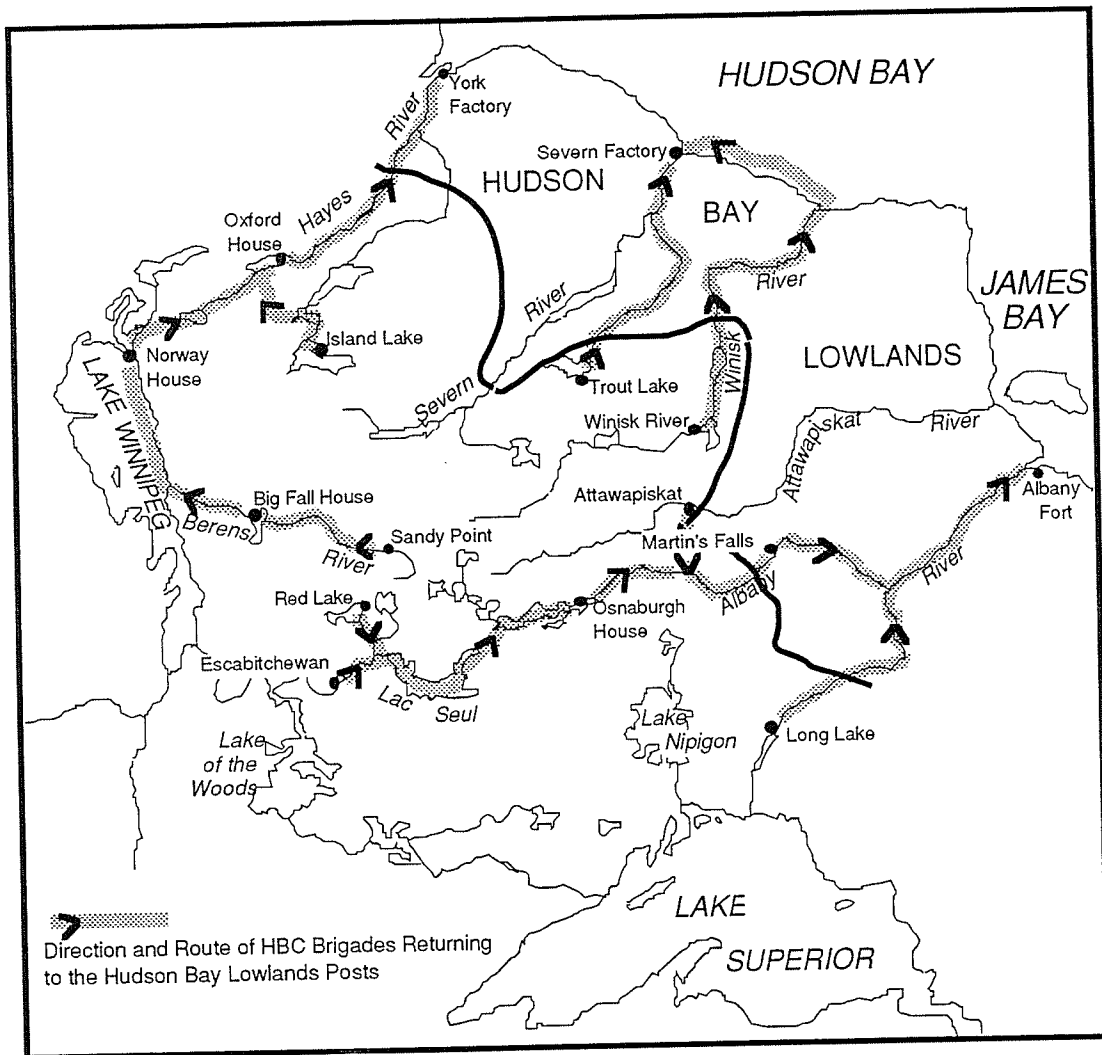 HUDSON BAY
York
Factory
River
Severn Factory
HUDSON
BAY
Hayes
Oxford
House
River
JAMES
BAY
River
Island Lake
Norway
House
LOWLANDS
Trout Lake
Winisk
Severn
LAKE WINNIPEG
Winisk River
Attawapiskat
River
Attawapiskat
Albany
Fort
Big Fall House
Berens
Sandy Point
River
Martin's Falls
Albany
River
Red Lake
Osnaburgh
House
Escabitchewan
Lac
Seul
Lake
Nipigon
Long Lake
Lake
of the
Woods
LAKE
SUPERIOR
Direction and Route of HBC Brigades Returning
to the Hudson Bay Lowlands Posts